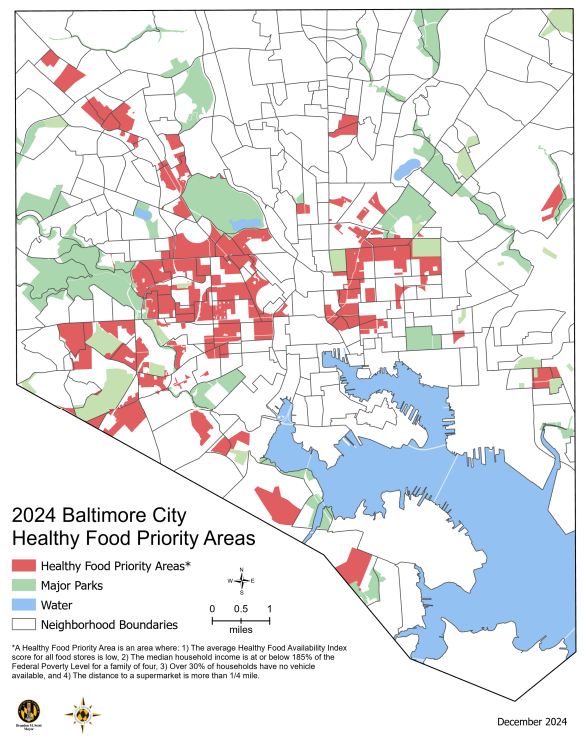 2024 Baltimore City
Healthy Food Priority Areas
Healthy Food Priority Areas*
Major Parks
Water
Neighborhood Boundaries
N
W E
S
0 0.5 1
miles
*A Healthy Food Priority Area is an area where: 1) The average Healthy Food Availability Index
score for all food stores is low, 2) The median household income is at or below 185% of the
Federal Poverty Level for a family of four, 3) Over 30% of households have no vehicle
available, and 4) The distance to a supermarket is more than 1/4 mile.
Brandon M. Scott
Mayor
December 2024